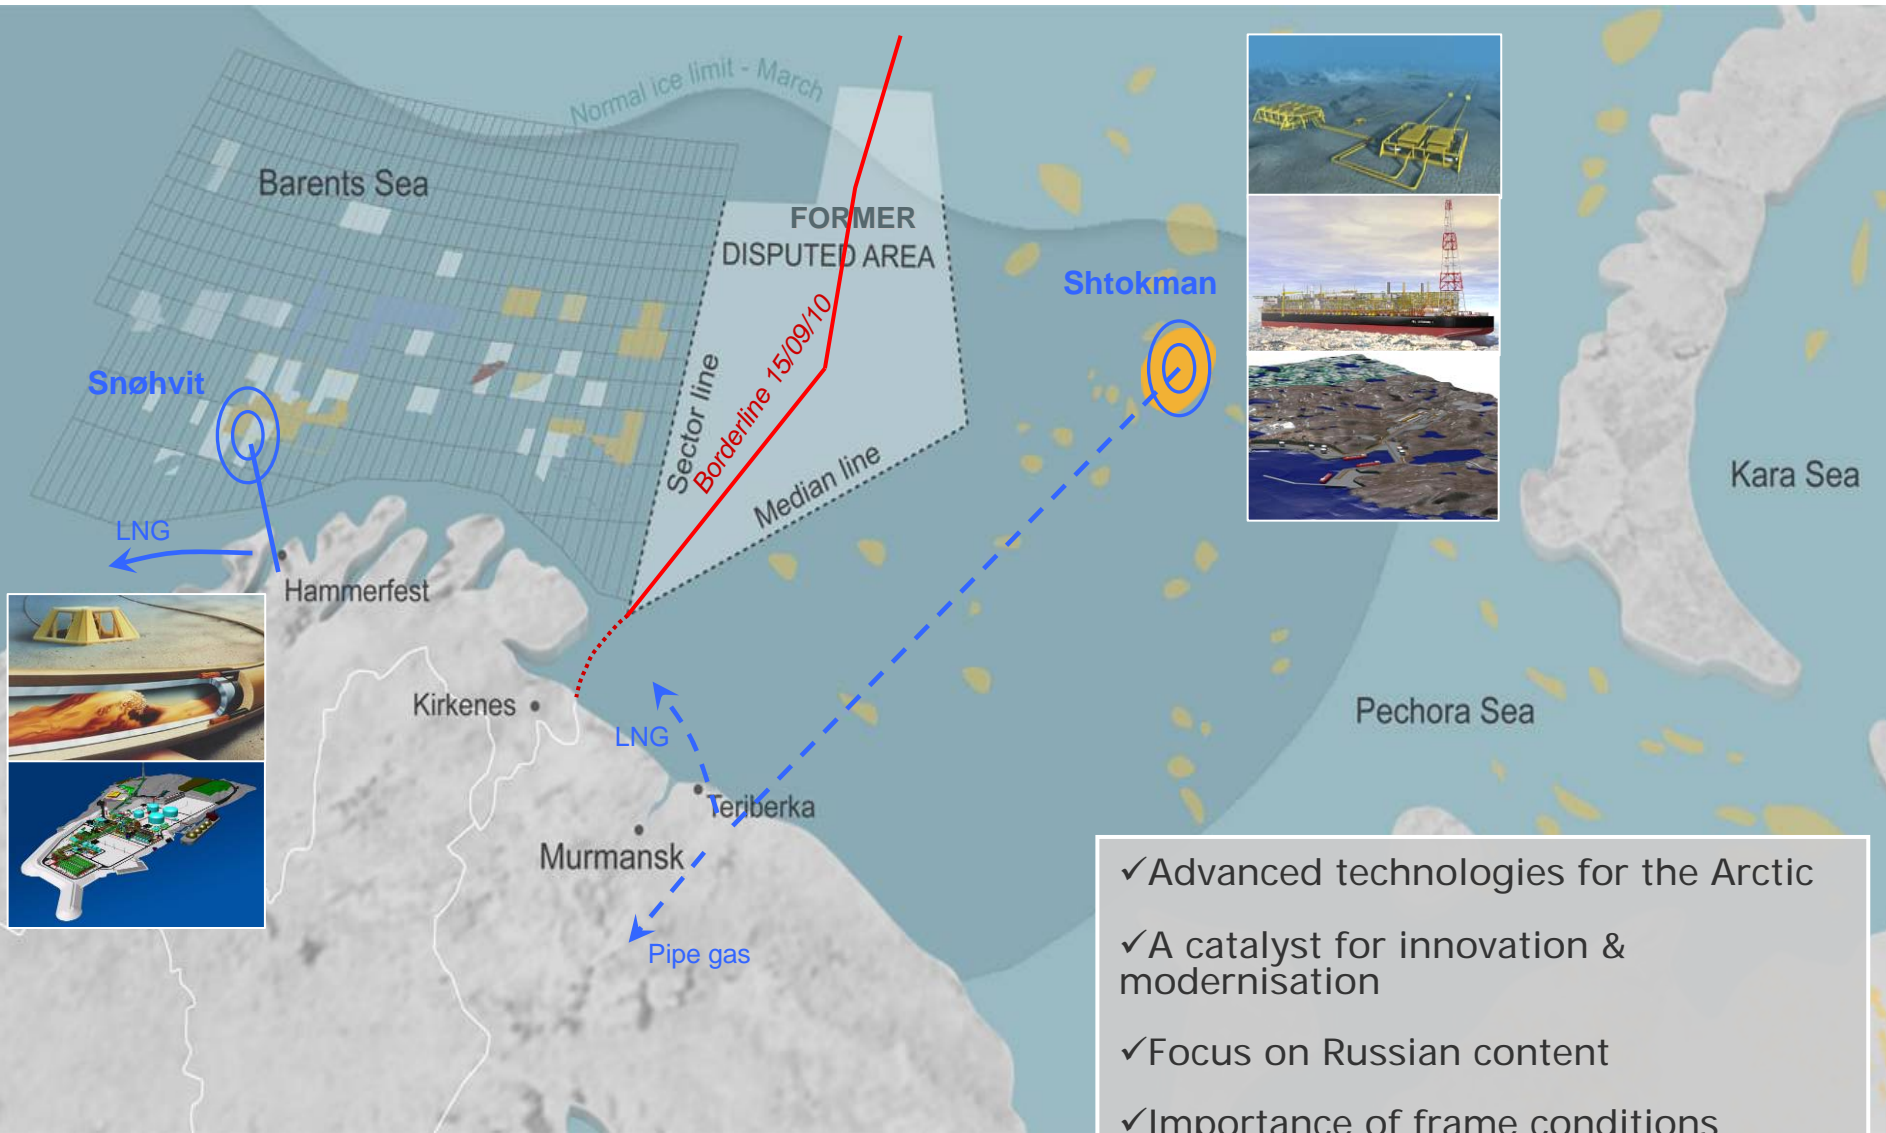 Normal ice limit - March
Barents Sea
FORMER
DISPUTED AREA
Shtokman
Borderline 15/09/10
Sector line
Median line
Snøhvit
Kara Sea
LNG
Hammerfest
Kirkenes
LNG
Pechora Sea
Teriberka
Murmansk
Pipe gas
✓Advanced technologies for the Arctic
✓A catalyst for innovation &
modernisation
✓Focus on Russian content
✓Importance of frame conditions